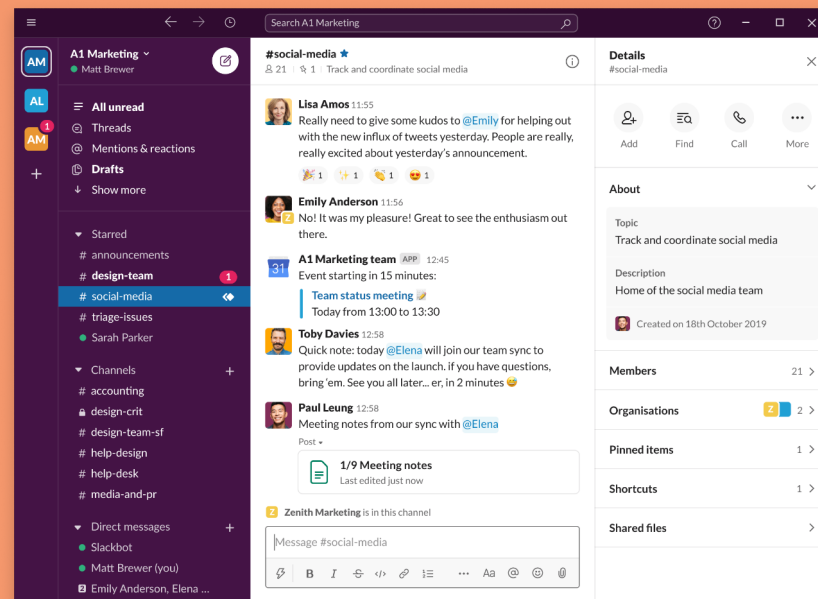 Search A1 Marketing
AM
AL
1
AM
A1 Marketing
Matt Brewer
All unread
Threads
Mentions & reactions
Drafts
Show more
Starred
# announcements
# design-team 1
# social-media
# triage-issues
Sarah Parker
Channels
# accounting
design-crit
# design-team-sf
# help-design
# help-desk
# media-and-pr
Direct messages
Slackbot
Matt Brewer (you)
2 Emily Anderson, Elena ...
#social-media
21 1 Track and coordinate social media
Lisa Amos 11:55
Really need to give some kudos to @Emily for helping out
with the new influx of tweets yesterday. People are really,
really excited about yesterday's announcement.
1 1 1 1
Emily Anderson 11:56
Z
No! It was my pleasure! Great to see the enthusiasm out
there.
31
A1 Marketing team APP 12:45
Event starting in 15 minutes:
Team status meeting
Today from 13:00 to 13:30
Toby Davies 12:58
Quick note: today @Elena will join our team sync to
provide updates on the launch. if you have questions,
bring 'em. See you all later... er, in 2 minutes
Paul Leung 12:58
Meeting notes from our sync with @Elena
Post
1/9 Meeting notes
Last edited just now
Z Zenith Marketing is in this channel
Message #social-media
B I S Aa @
Details
#social-media
Add Find Call More
About
Topic
Track and coordinate social media
Description
Home of the social media team
Created on 18th October 2019
Members 21
Organisations Z 2
Pinned items 1
Shortcuts 1
Shared files